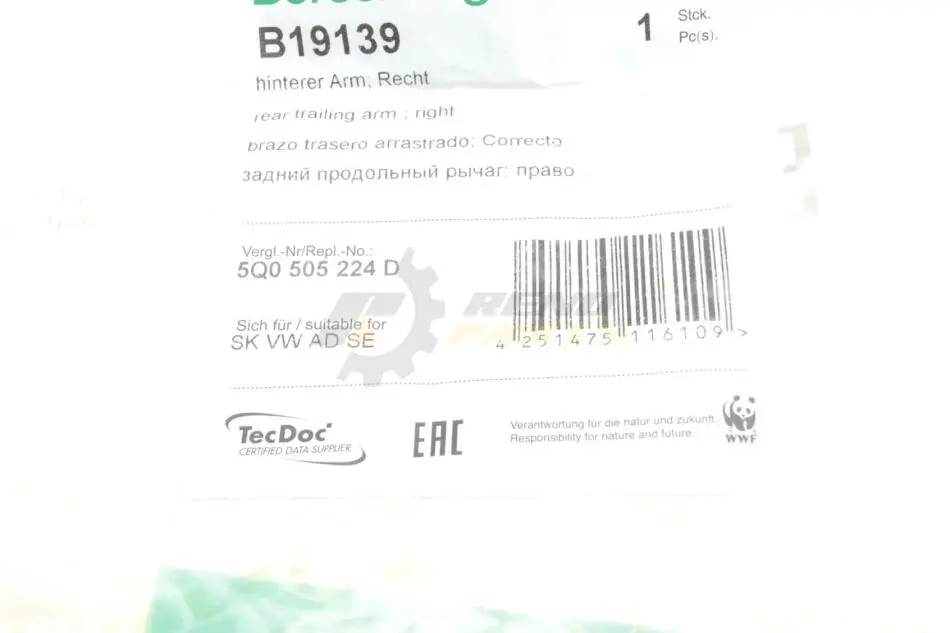 B19139
1 Stck.
Pc(s).
hinterer Arm; Recht
rear trailing arm ; right
brazo trasero arrastrado; Correcto
задний продольный рычаг; право
Vergl.-Nr/Repl.-No.:
5Q0 505 224 D
Sich für / suitable for
SK VW AD SE
4 251475 116109 >
TecDoc
CERTIFIED DATA SUPPLIER
EAC
Verantwortung für die natur und zukunft.
Responsibility for nature and future.
WWF